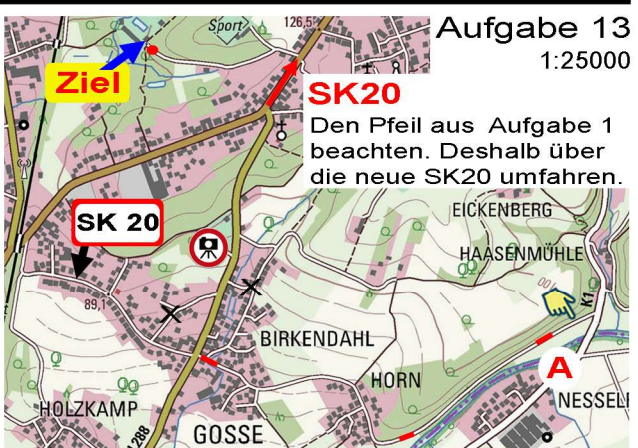 Aufgabe 13
1:25000
Sport
126,5
Ziel
SK20
Den Pfeil aus Aufgabe 1
beachten. Deshalb über
die neue SK20 umfahren.
SK 20
EICKENBERG
HAASENMÜHLE
89,1
K1
BIRKENDAHL
A
HORN
NESSEL
HOLZKAMP
288
GOSSE